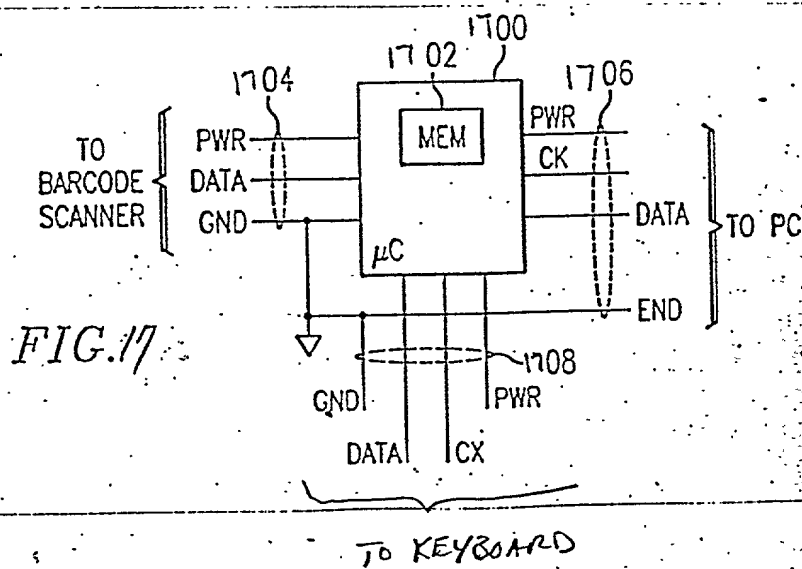 1700
1702
1704
1706
PWR
MEM
PWR
CK
TO
BARCODE
SCANNER
DATA
DATA
TO PC
GND
μC
END
FIG.17
1708
GND
PWR
DATA
CX
TO KEYBOARD